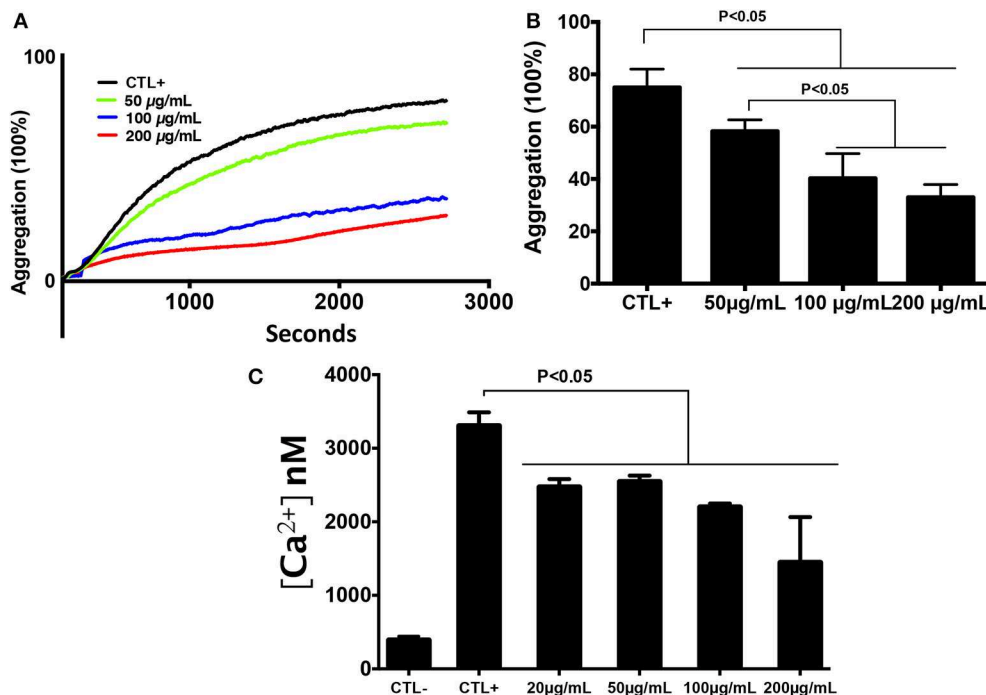 A
Aggregation (100%)
100
0
CTL+
50 µg/mL
100 µg/mL
200 µg/mL
1000
2000
3000
Seconds
B
Aggregation (100%)
100
80
60
40
20
0
P<0.05
P<0.05
CTL+
50µg/mL
100 µg/mL
200 µg/mL
C
[Ca²⁺] nM
4000
3000
2000
1000
0
P<0.05
CTL-
CTL+
20µg/mL
50µg/mL
100µg/mL
200µg/mL